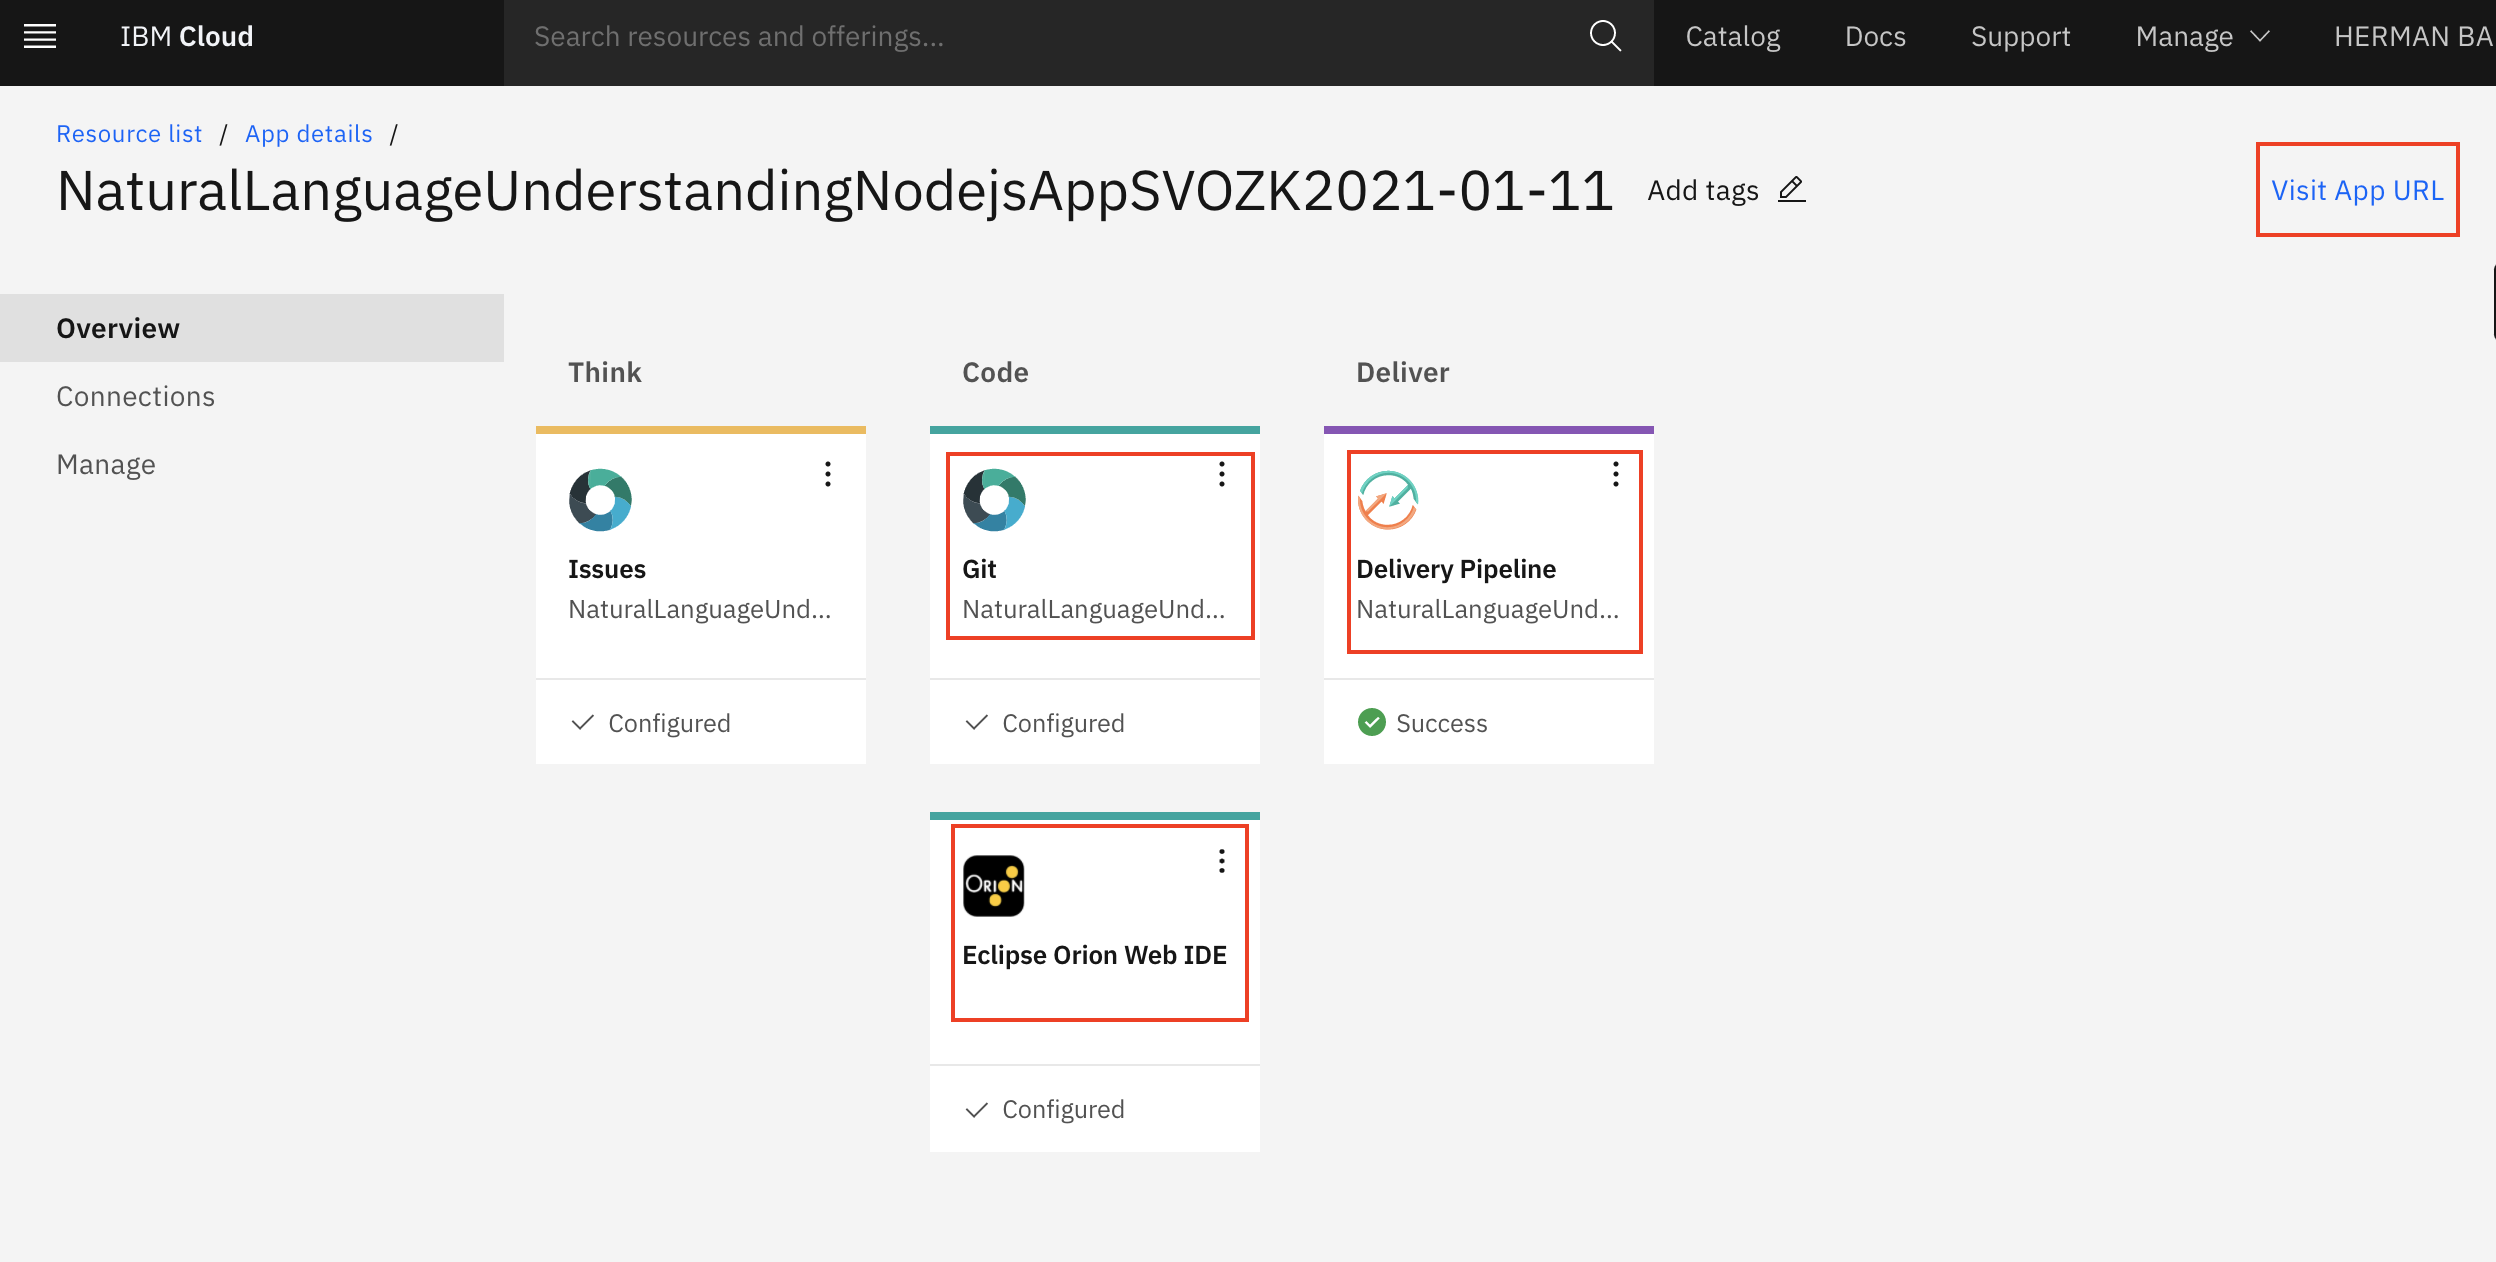 IBM Cloud
Search resources and offerings...
Catalog
Docs
Support
Manage
HERMAN BA
Resource list / App details /
NaturalLanguageUnderstandingNodejsAppSVOZK2021-01-11
Add tags
Visit App URL
Overview
Connections
Manage
Think
Code
Deliver
Issues
NaturalLanguageUnd...
Configured
Git
NaturalLanguageUnd...
Configured
Delivery Pipeline
NaturalLanguageUnd...
Success
ORION
Eclipse Orion Web IDE
Configured